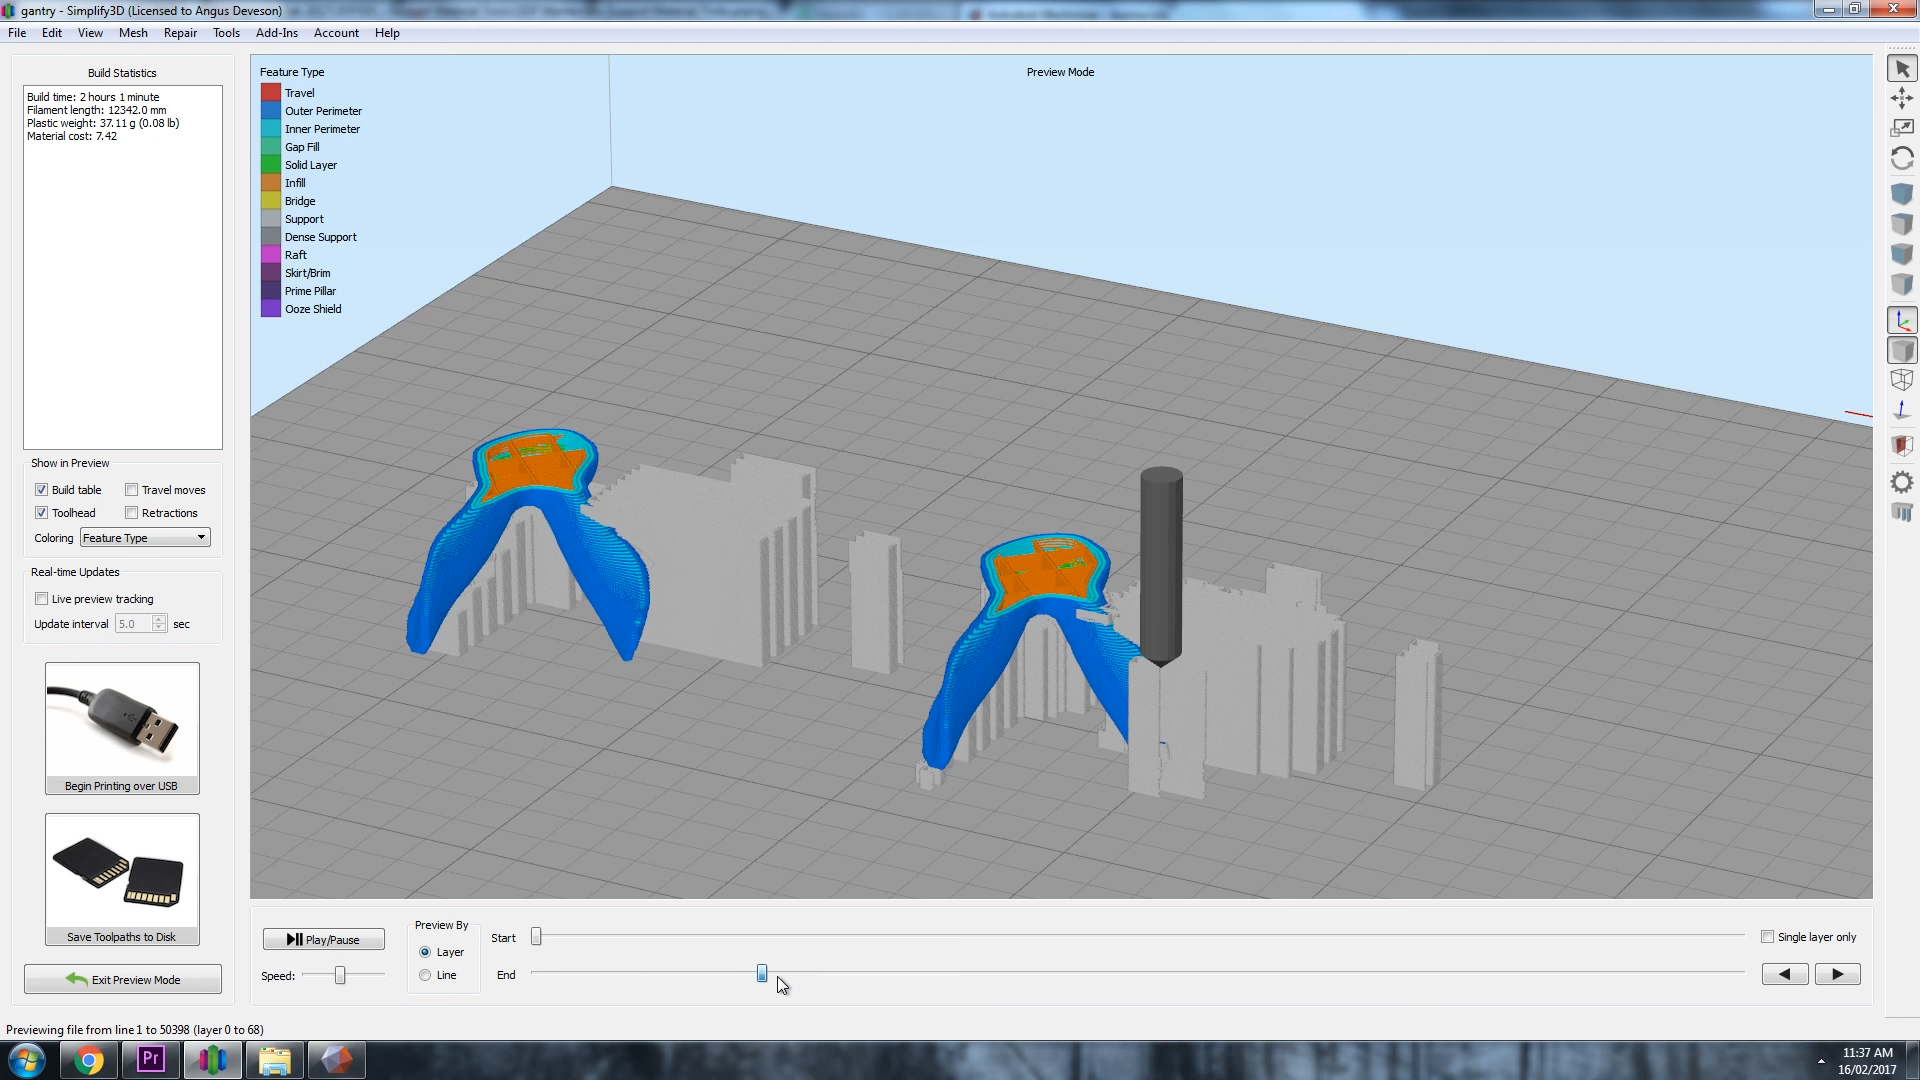 gantry - Simplify3D (Licensed to Angus Deveson)
File Edit View Mesh Repair Tools Add-Ins Account Help
Build Statistics
Build time: 2 hours 1 minute
Filament length: 12342.0 mm
Plastic weight: 37.11 g (0.08 lb)
Material cost: 7.42
Show in Preview
Build table Travel moves
Toolhead Retractions
Coloring Feature Type
Real-time Updates
Live preview tracking
Update interval 5.0 sec
Begin Printing over USB
Save Toolpaths to Disk
Exit Preview Mode
Feature Type
Travel
Outer Perimeter
Inner Perimeter
Gap Fill
Solid Layer
Infill
Bridge
Support
Dense Support
Raft
Skirt/Brim
Prime Pillar
Ooze Shield
Preview Mode
Play/Pause
Speed:
Preview By
Layer
Line
Start
End
Single layer only
Previewing file from line 1 to 50398 (layer 0 to 68)
Pr
11:37 AM
16/02/2017